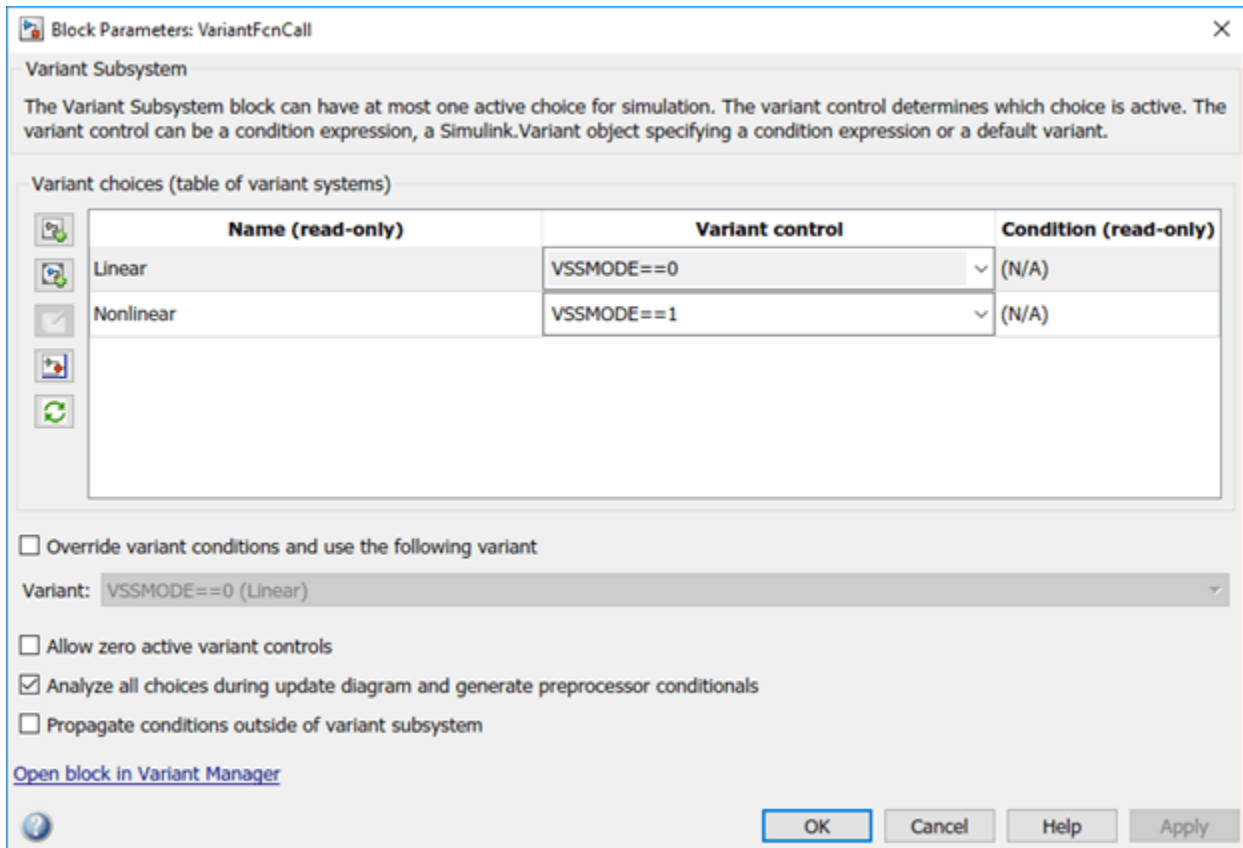 Block Parameters: VariantFcnCall
Variant Subsystem
The Variant Subsystem block can have at most one active choice for simulation. The variant control determines which choice is active. The
variant control can be a condition expression, a Simulink.Variant object specifying a condition expression or a default variant.
Variant choices (table of variant systems)
Name (read-only) Variant control Condition (read-only)
Linear VSSMODE==0 (N/A)
Nonlinear VSSMODE==1 (N/A)
Override variant conditions and use the following variant
Variant: VSSMODE==0 (Linear)
Allow zero active variant controls
Analyze all choices during update diagram and generate preprocessor conditionals
Propagate conditions outside of variant subsystem
Open block in Variant Manager
OK Cancel Help Apply